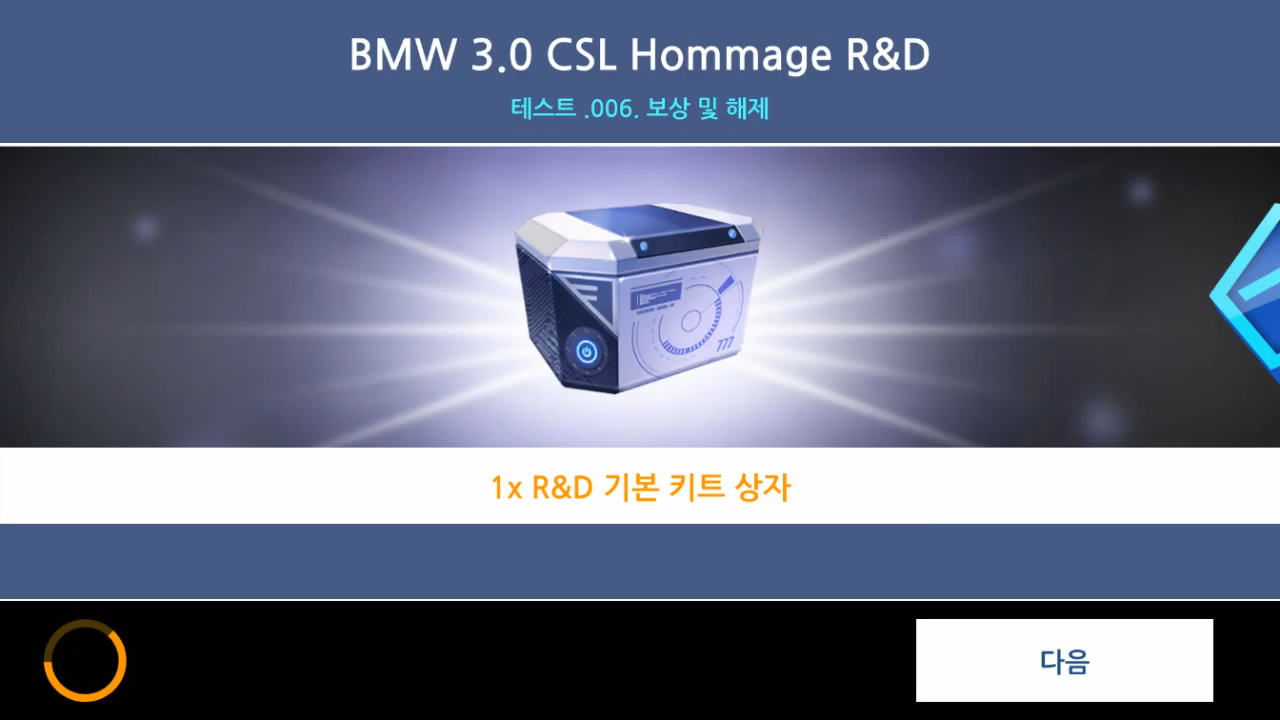 BMW 3.0 CSL Hommage R&D
테스트 .006. 보상 및 해제
777
1x R&D 기본 키트 상자
다음